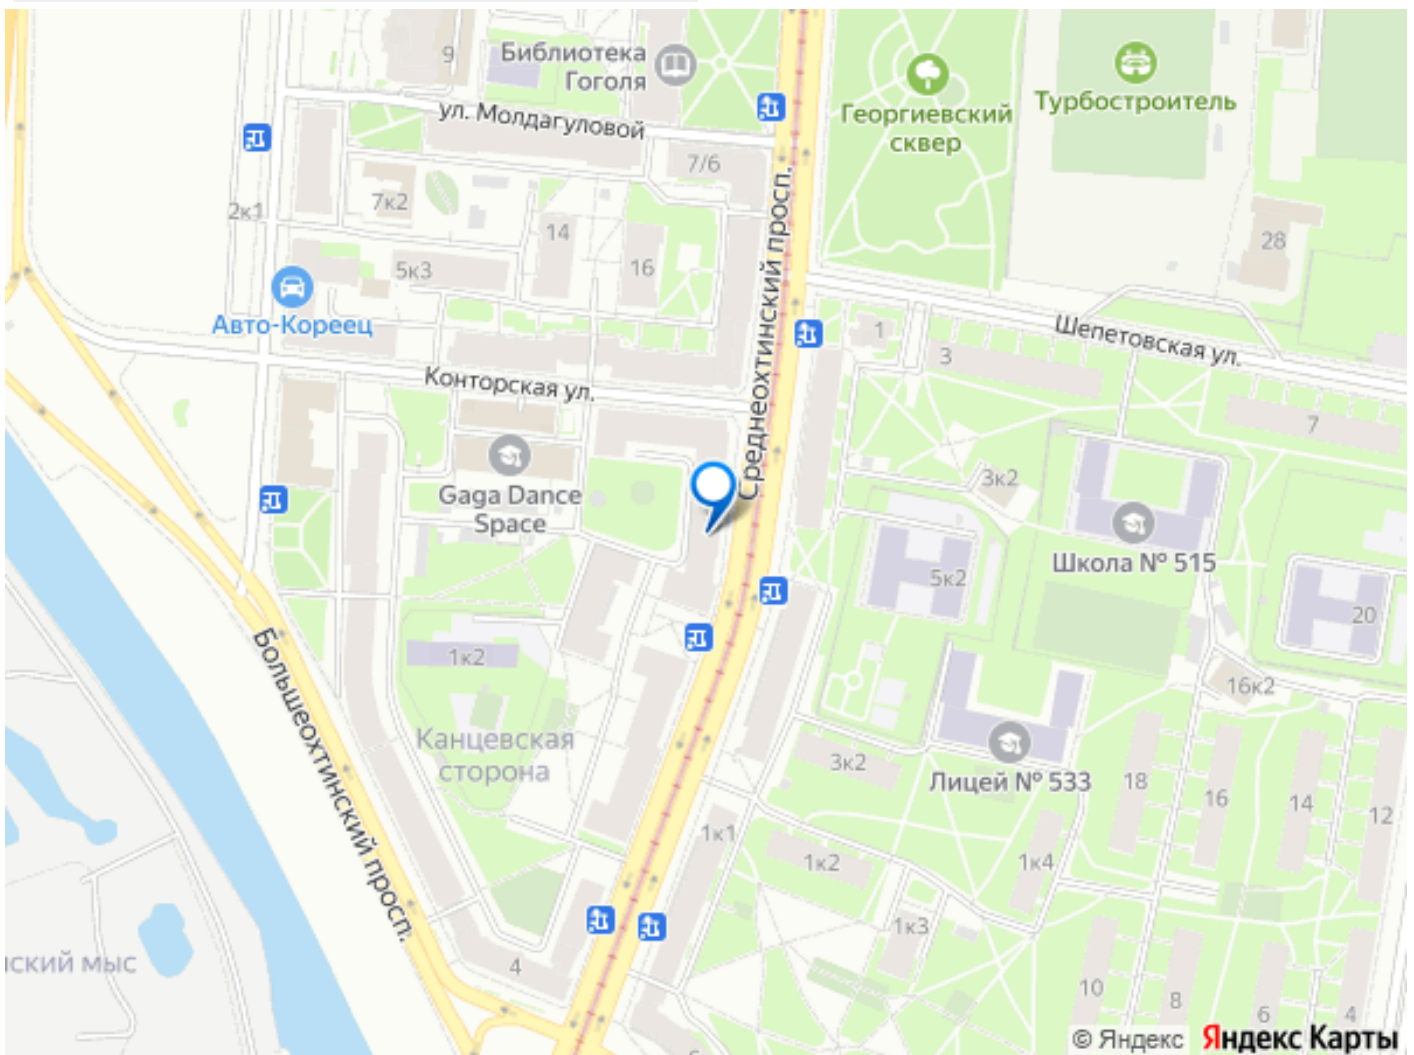 9
Библиотека
Гоголя
ул. Молдагуловой
7/6
Георгиевский
сквер
Турбостроитель
7к2
2к1
14
16
5к3
28
Авто-Кореец
Среднеохтинский просп.
1
3
Шепетовская ул.
Конторская ул.
7
3к2
Gaga Dance
Space
Школа № 515
5к2
20
1к2
16к2
Большеохтинский просп.
Канцевская
сторона
3к2
Лицей № 533
18
16
14
12
1к1
1к2
1к4
1к3
ский мыс
4
10
8
6
4
© Яндекс Яндекс Карты